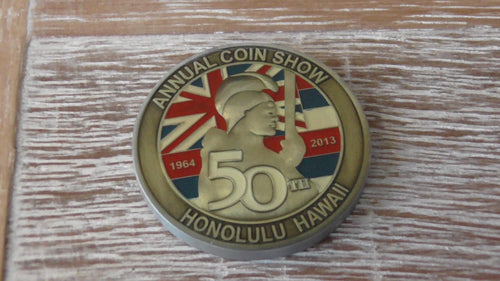 ANNUAL COIN SHOW
1964
2013
50TH
HONOLULU HAWAII